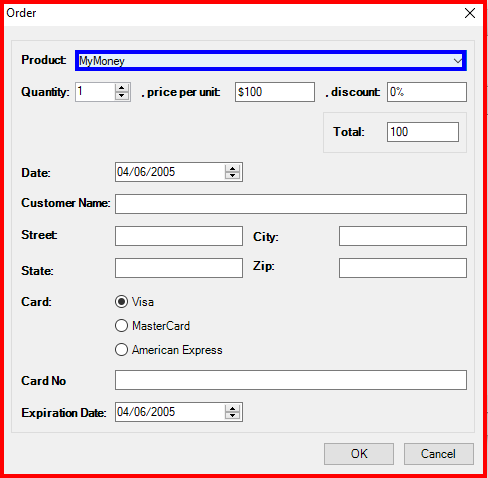 Order
Product: MyMoney
Quantity: 1 , price per unit: $100 , discount: 0%
Total: 100
Date: 04/06/2005
Customer Name:
Street: City:
State: Zip:
Card: Visa
MasterCard
American Express
Card No
Expiration Date: 04/06/2005
OK Cancel